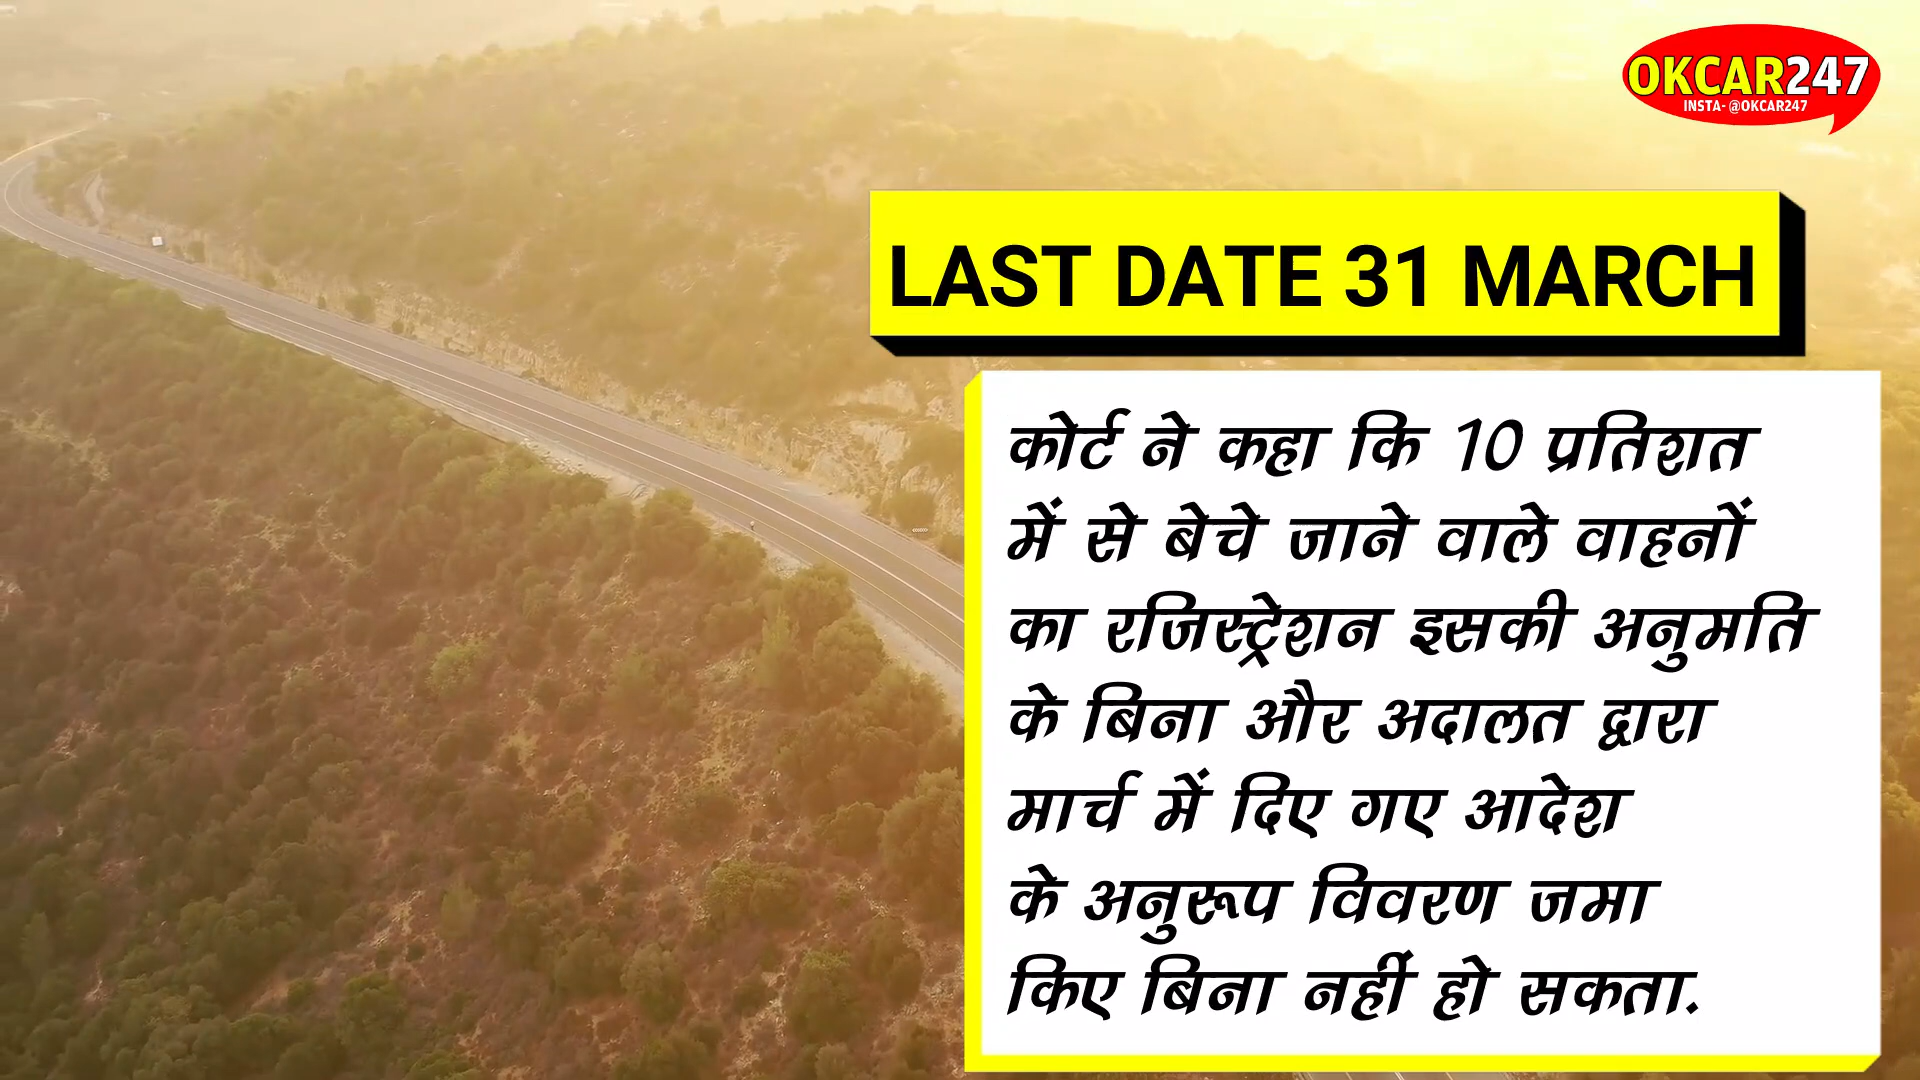 OKCAR247
INSTA- @OKCAR247
LAST DATE 31 MARCH
कोर्ट ने कहा कि 10 प्रतिशत
में से बेचे जाने वाले वाहनों
का रजिस्ट्रेशन इसकी अनुमति
के बिना और अदालत द्वारा
मार्च में दिए गए आदेश
के अनुरूप विवरण जमा
किए बिना नहीं हो सकता.